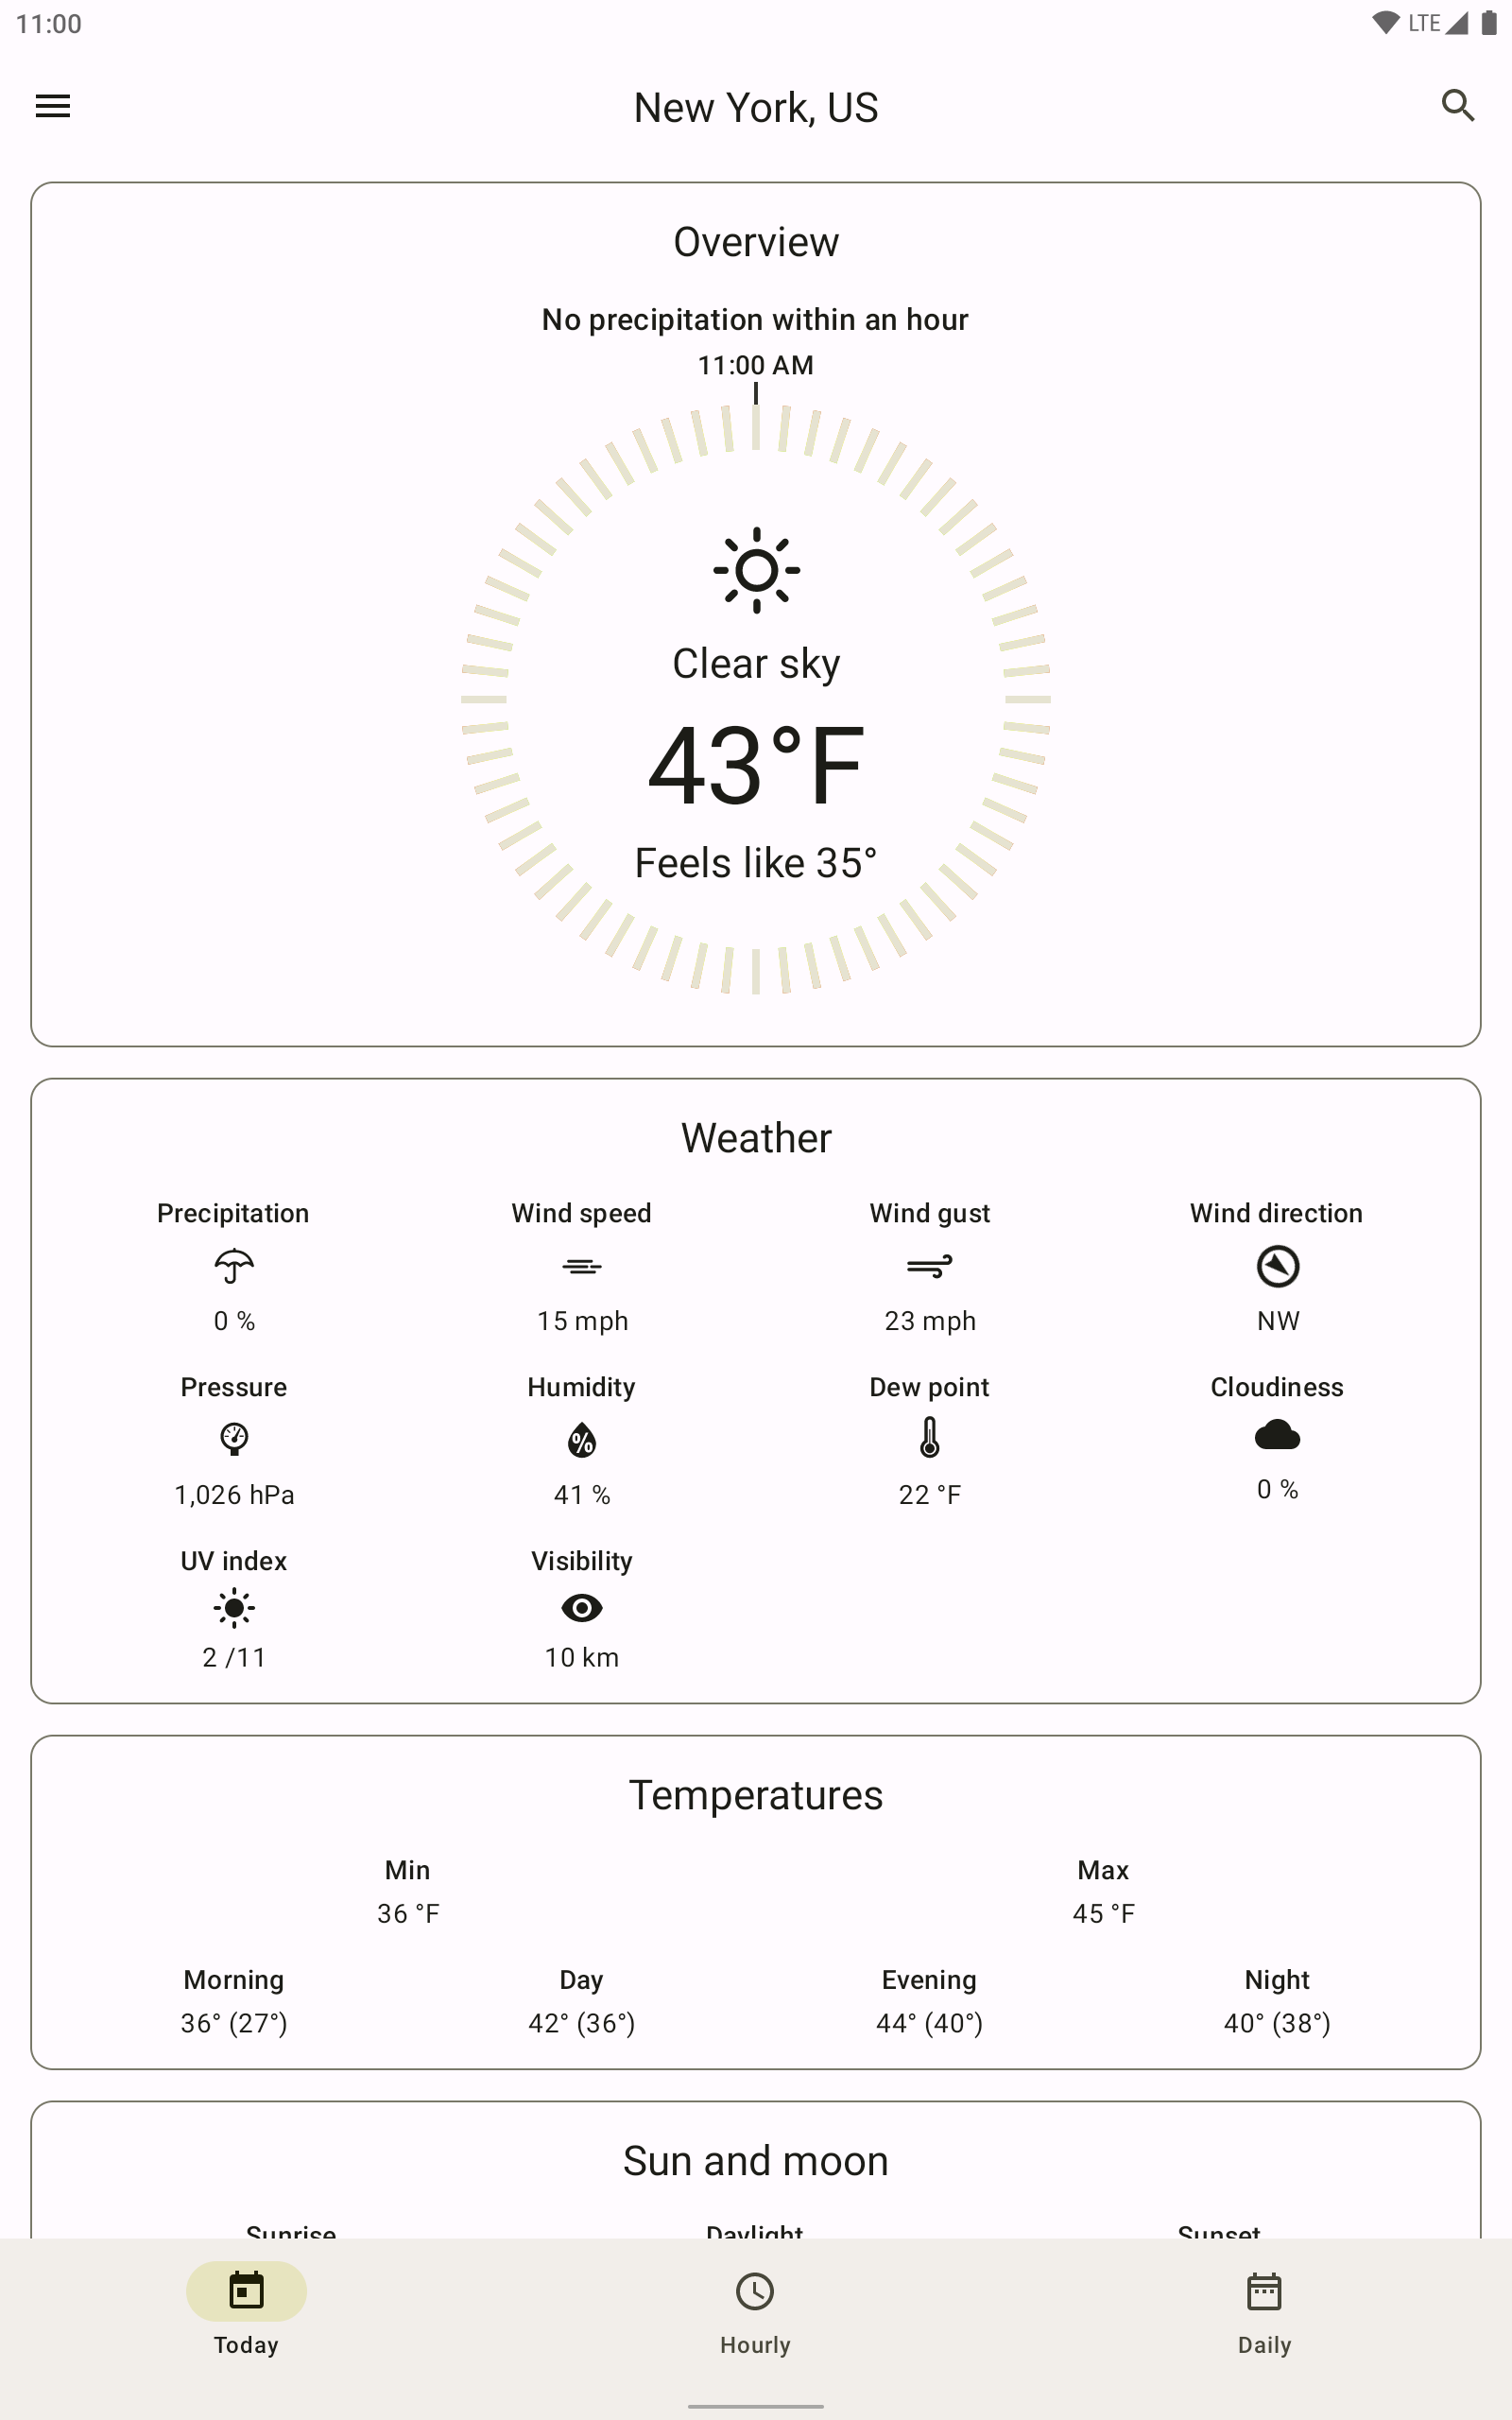 11:00
LTE
New York, US
Overview
No precipitation within an hour
11:00 AM
Clear sky
43°F
Feels like 35°
Weather
Precipitation Wind speed Wind gust Wind direction
0 % 15 mph 23 mph NW
Pressure Humidity Dew point Cloudiness
%
1,026 hPa 41 % 22 °F 0 %
UV index Visibility
2 /11 10 km
Temperatures
Min Max
36 °F 45 °F
Morning Day Evening Night
36° (27°) 42° (36°) 44° (40°) 40° (38°)
Sun and moon
Sunrise Daylight Sunset
Today Hourly Daily